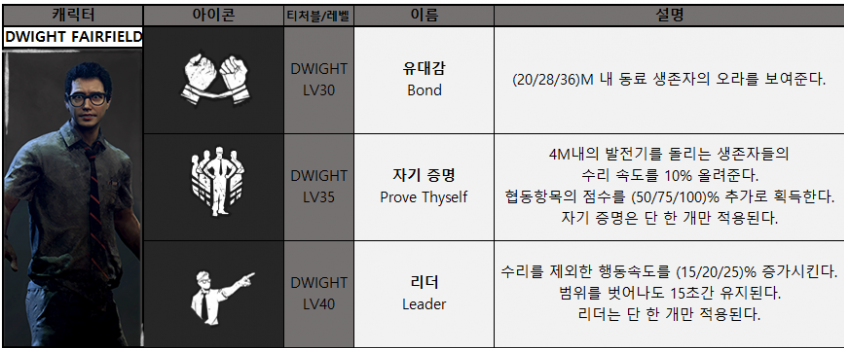 캐릭터 아이콘 티처블/레벨 이름 설명
DWIGHT FAIRFIELD
DWIGHT
LV30
유대감
Bond
(20/28/36)M 내 동료 생존자의 오라를 보여준다.
DWIGHT
LV35
자기 증명
Prove Thyself
4M내의 발전기를 돌리는 생존자들의
수리 속도를 10% 올려준다.
협동항목의 점수를 (50/75/100)% 추가로 획득한다.
자기 증명은 단 한 개만 적용된다.
DWIGHT
LV40
리더
Leader
수리를 제외한 행동속도를 (15/20/25)% 증가시킨다.
범위를 벗어나도 15초간 유지된다.
리더는 단 한 개만 적용된다.